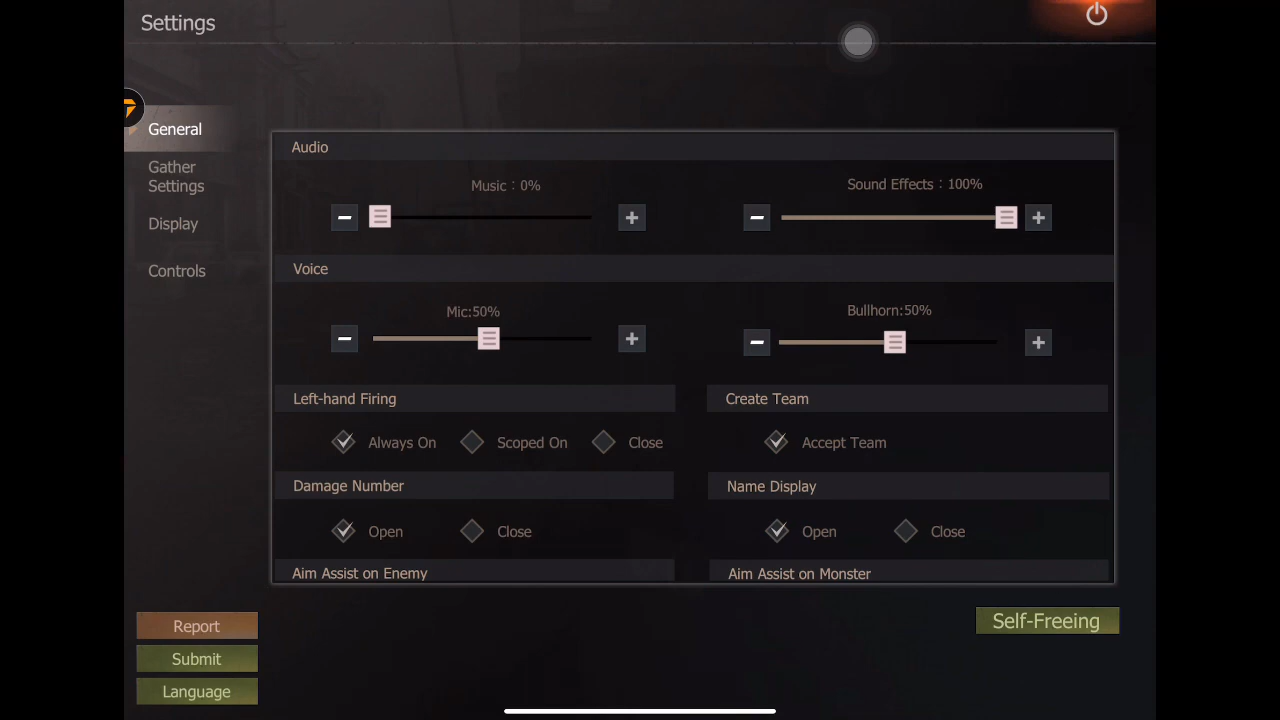 Settings
General
Gather
Settings
Display
Controls
Audio
Music : 0%
Sound Effects : 100%
Voice
Mic:50%
Bullhorn:50%
Left-hand Firing
Create Team
Always On
Scoped On
Close
Accept Team
Damage Number
Name Display
Open
Close
Open
Close
Aim Assist on Enemy
Aim Assist on Monster
Report
Submit
Language
Self-Freeing